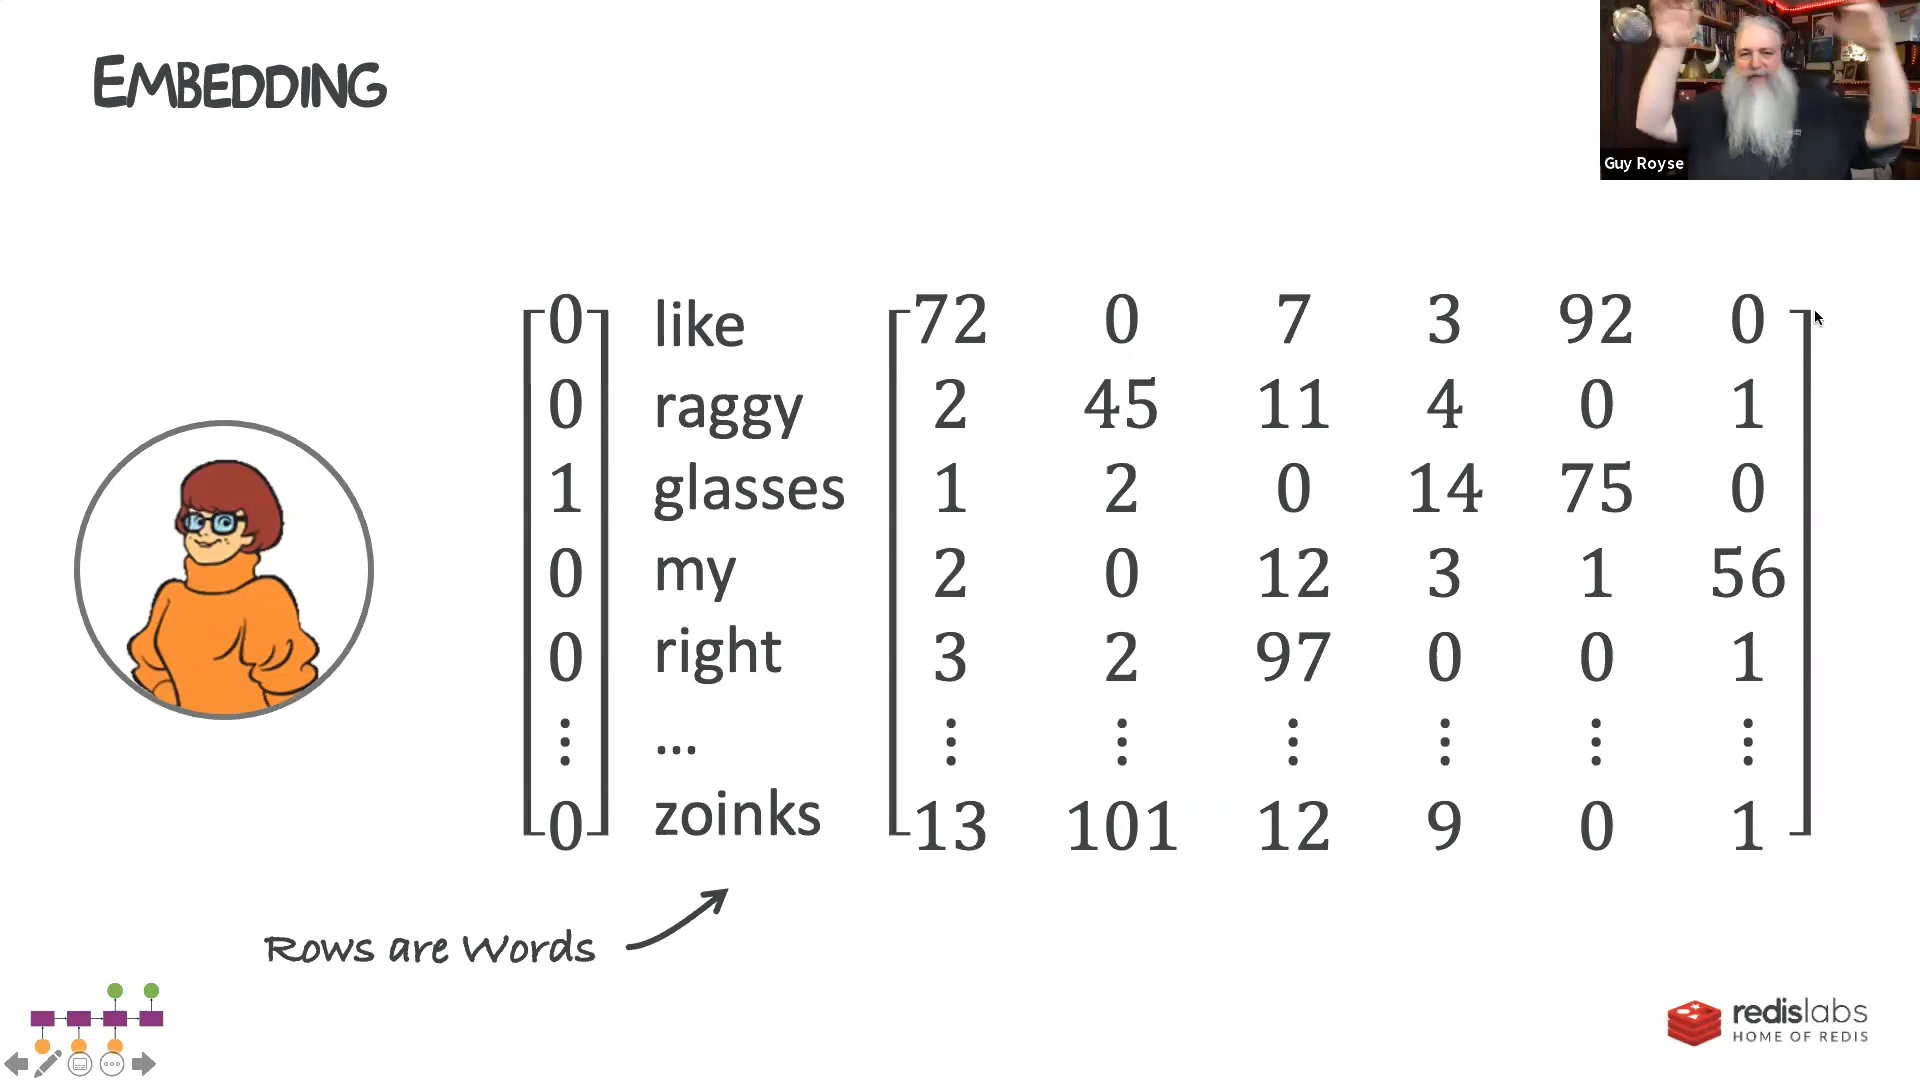 EMBEDDING
Guy Royse
0 like 72 0 7 3 92 0
0 raggy 2 45 11 4 0 1
1 glasses 1 2 0 14 75 0
0 my 2 0 12 3 1 56
0 right 3 2 97 0 0 1
⋮ ... ⋮ ⋮ ⋮ ⋮ ⋮ ⋮
0 zoinks 13 101 12 9 0 1
Rows are Words
redislabs
HOME OF REDIS